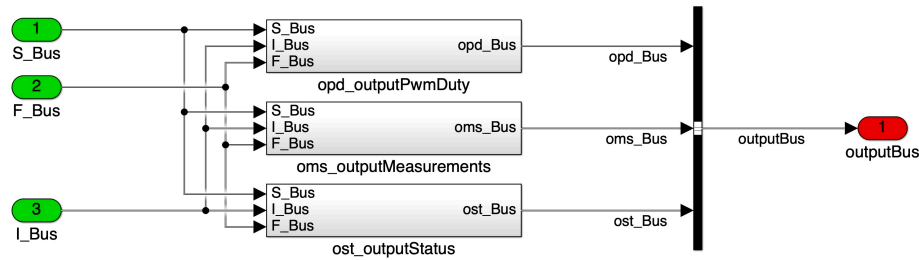 1
S_Bus
2
F_Bus
3
I_Bus
S_Bus
I_Bus
F_Bus
opd_Bus
opd_outputPwmDuty
S_Bus
I_Bus
F_Bus
oms_Bus
oms_outputMeasurements
S_Bus
I_Bus
F_Bus
ost_Bus
ost_outputStatus
opd_Bus
oms_Bus
ost_Bus
outputBus
1
outputBus